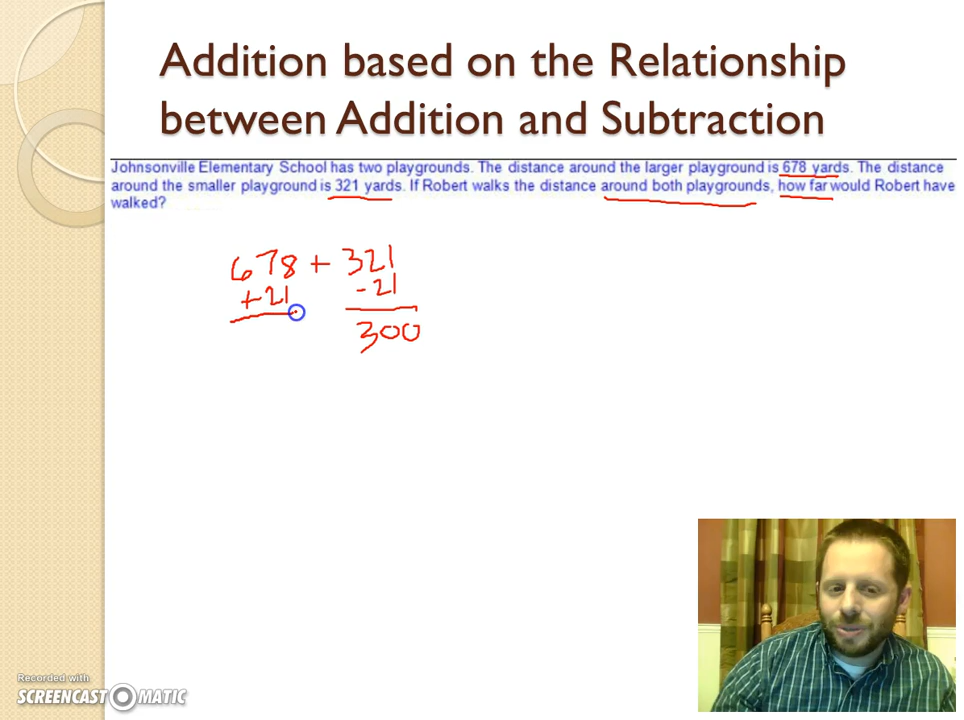 Addition based on the Relationship
between Addition and Subtraction
Johnsonville Elementary School has two playgrounds. The distance around the larger playground is 678 yards. The distance
around the smaller playground is 321 yards. If Robert walks the distance around both playgrounds, how far would Robert have
walked?
678 + 321
+21 -21
300
Recorded with
SCREENCAST MATIC